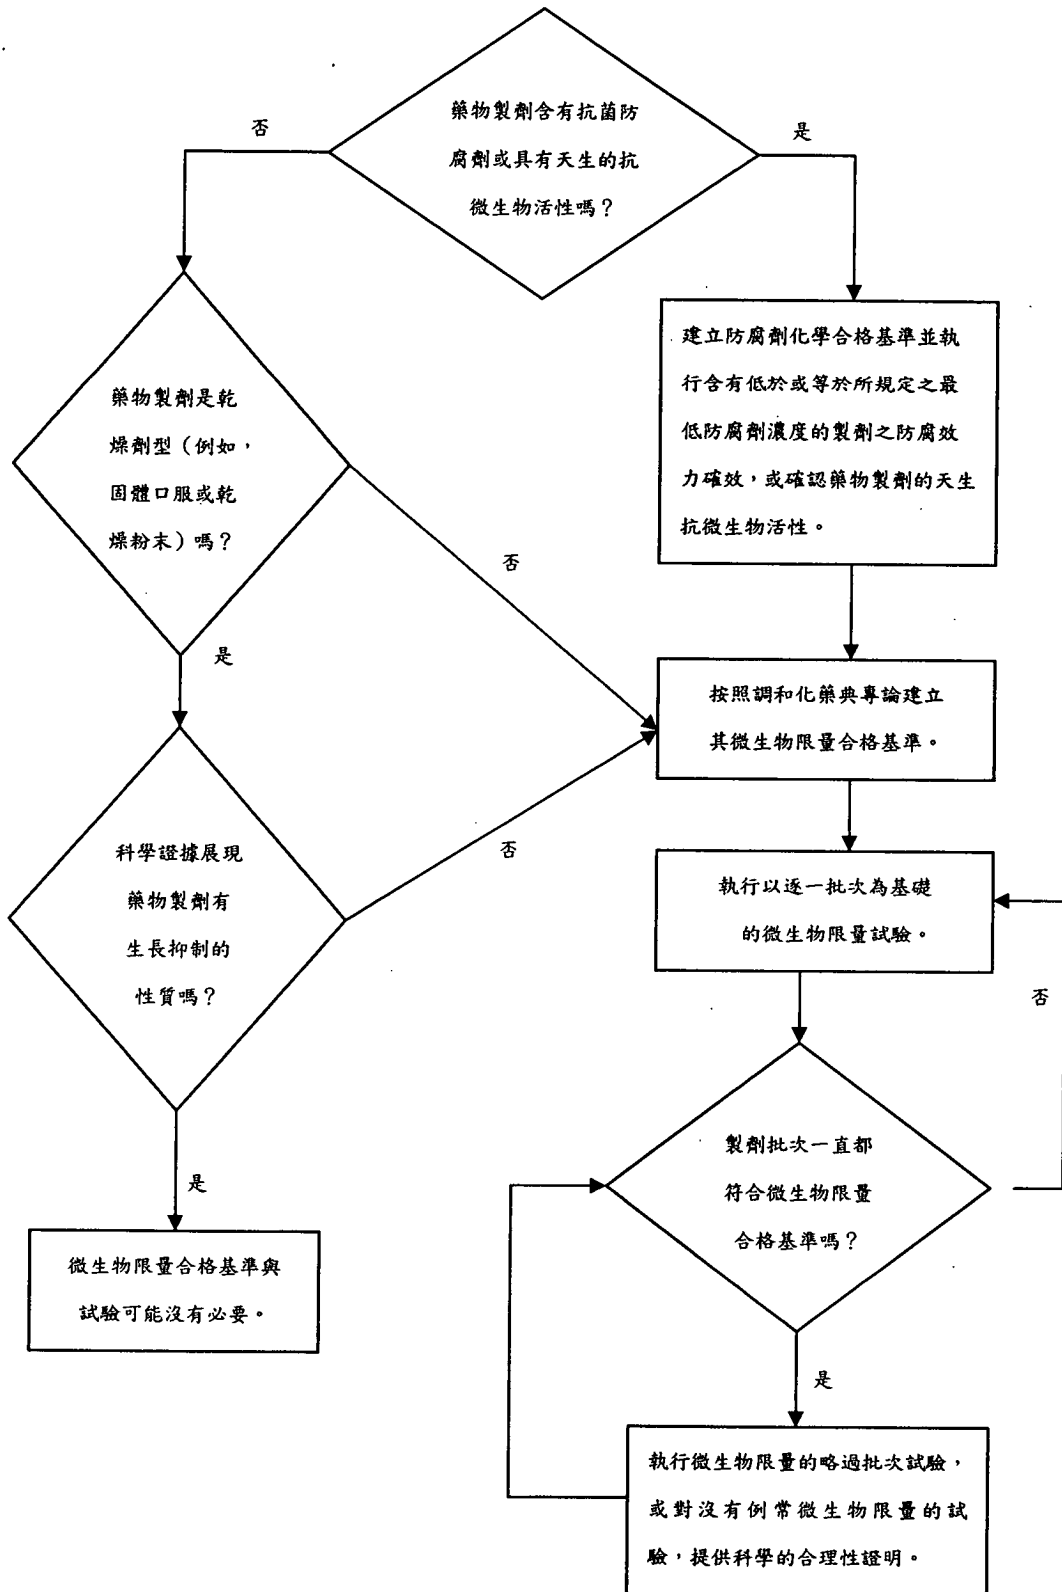 藥物製劑含有抗菌防
腐劑或具有天生的抗
微生物活性嗎？
否
是
建立防腐劑化學合格基準並執
行含有低於或等於所規定之最
低防腐劑濃度的製劑之防腐效
力確效，或確認藥物製劑的天生
抗微生物活性。
藥物製劑是乾
燥劑型（例如，
固體口服或乾
燥粉末）嗎？
否
是
按照調和化藥典專論建立
其微生物限量合格基準。
科學證據展現
藥物製劑有
生長抑制的
性質嗎？
否
執行以逐一批次為基礎
的微生物限量試驗。
否
製劑批次一直都
符合微生物限量
合格基準嗎？
是
微生物限量合格基準與
試驗可能沒有必要。
是
執行微生物限量的略過批次試驗，
或對沒有例常微生物限量的試
驗，提供科學的合理性證明。